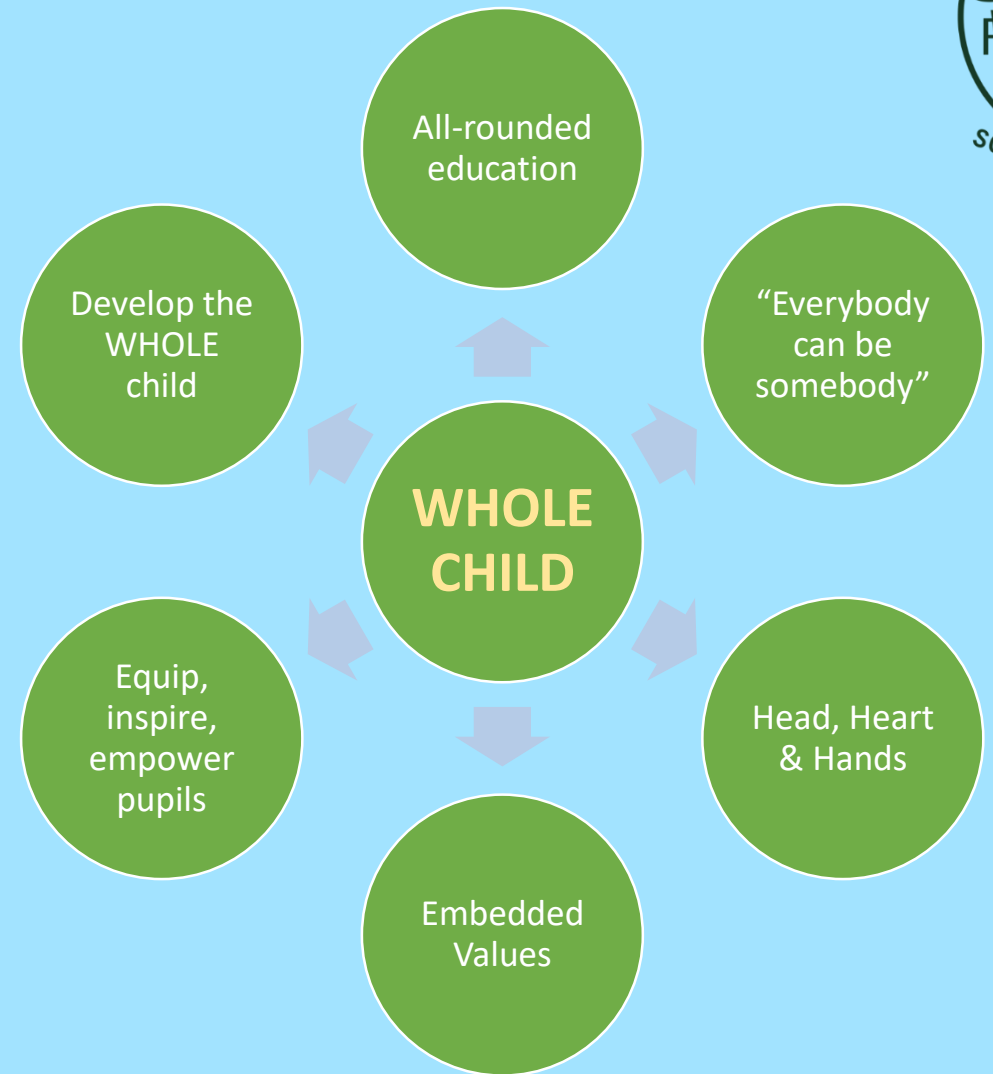 All-rounded
education
“Everybody
can be
somebody”
Head, Heart
& Hands
Embedded
Values
Equip,
inspire,
empower
pupils
Develop the
WHOLE
child
WHOLE
CHILD